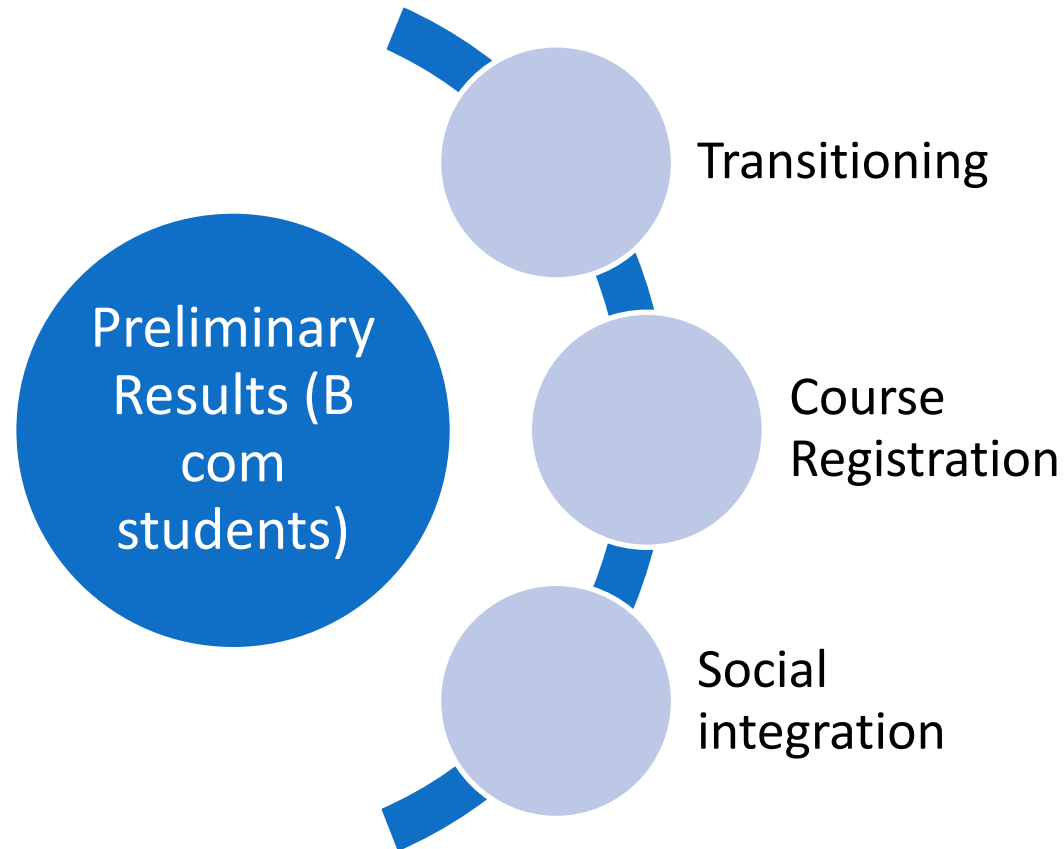 Preliminary
Results (B
com
students)
Transitioning
Course
Registration
Social
integration